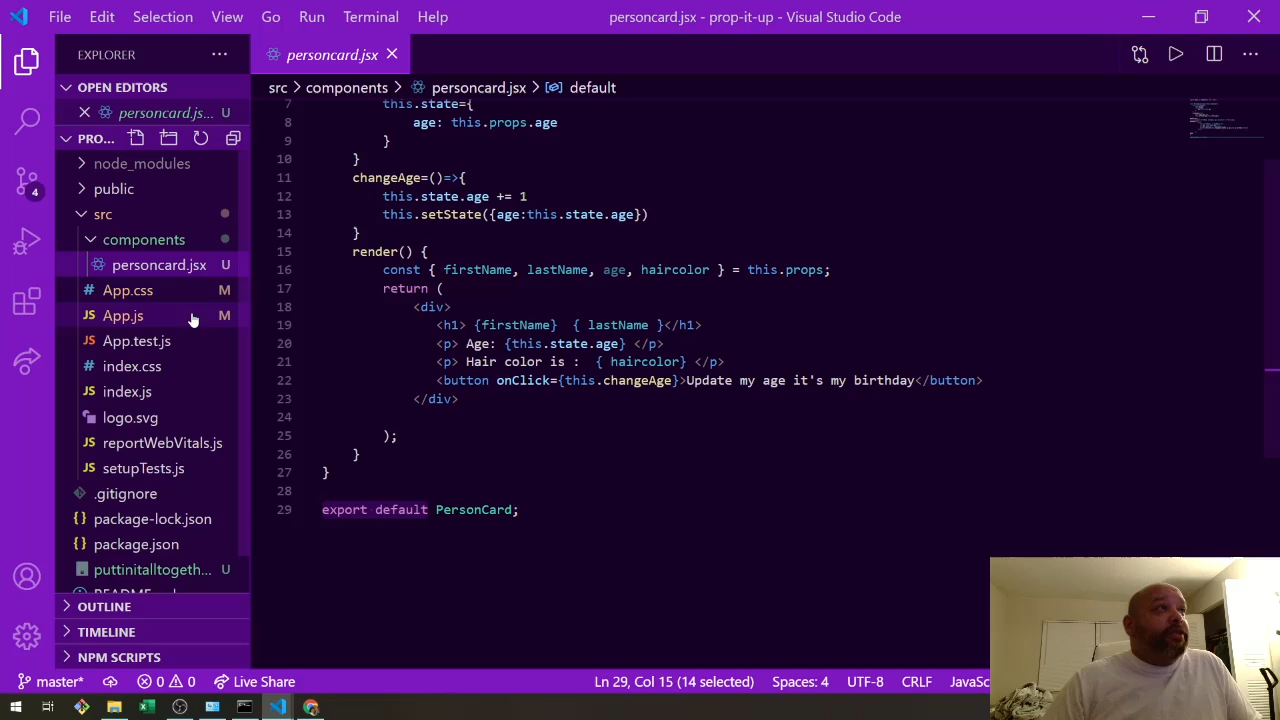 File Edit Selection View Go Run Terminal Help
personcard.jsx - prop-it-up - Visual Studio Code
EXPLORER
personcard.jsx
OPEN EDITORS
personcard.js... U
PRO...
node_modules
public
src
components
personcard.jsx U
App.css M
App.js M
App.test.js
index.css
index.js
logo.svg
reportWebVitals.js
setupTests.js
.gitignore
package-lock.json
package.json
puttinitalltogeth... U
OUTLINE
TIMELINE
NPM SCRIPTS
4
src > components > personcard.jsx > default
7 this.state={
8 age: this.props.age
9 }
10 }
11 changeAge=()=>{
12 this.state.age += 1
13 this.setState({age:this.state.age})
14 }
15 render() {
16 const { firstName, lastName, age, haircolor } = this.props;
17 return (
18 <div>
19 <h1> {firstName}  { lastName }</h1>
20 <p> Age: {this.state.age} </p>
21 <p> Hair color is :  { haircolor} </p>
22 <button onClick={this.changeAge}>Update my age it's my birthday</button>
23 </div>
24
25 );
26 }
27 }
28
29 export default PersonCard;
master* 0 0 Live Share Ln 29, Col 15 (14 selected) Spaces: 4 UTF-8 CRLF JavaSc